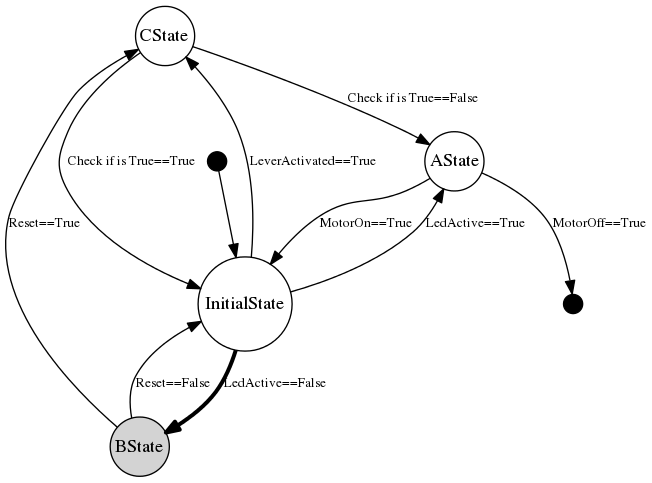 CState
Check if is True==False
Check if is True==True
LeverActivated==True
AState
Reset==True
MotorOn==True
LedActive==True
MotorOff==True
InitialState
Reset==False
LedActive==False
BState